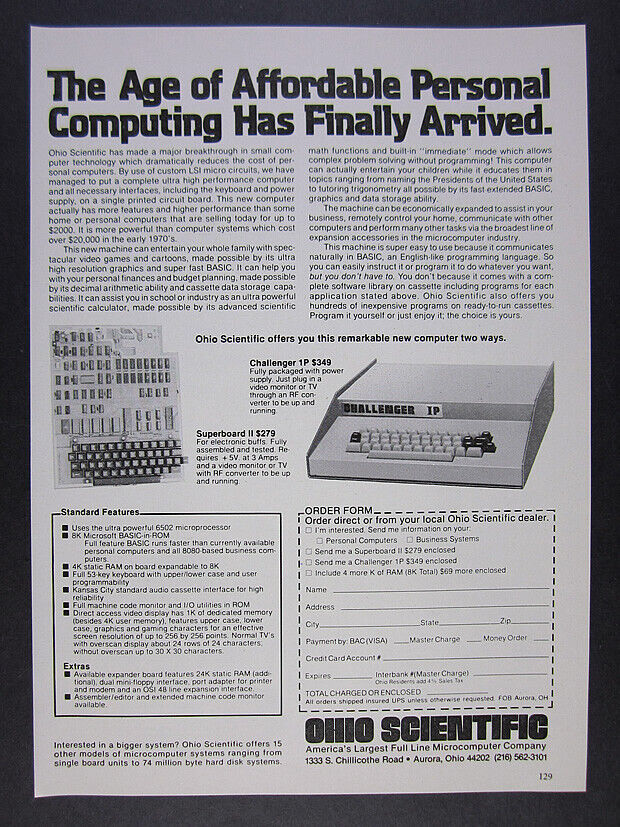 The Age of Affordable Personal
Computing Has Finally Arrived.
Ohio Scientific has made a major breakthrough in small com-
puter technology which dramatically reduces the cost of per-
sonal computers. By use of custom LSI micro circuits, we have
managed to put a complete ultra high performance computer
and all necessary interfaces, including the keyboard and power
supply, on a single printed circuit board. This new computer
actually has more features and higher performance than some
home or personal computers that are selling today for up to
$2000. It is more powerful than computer systems which cost
over $20,000 in the early 1970's.
This new machine can entertain your whole family with spec-
tacular video games and cartoons, made possible by its ultra
high resolution graphics and super fast BASIC. It can help you
with your personal finances and budget planning, made possible
by its decimal arithmetic ability and cassette data storage capa-
bilities. It can assist you in school or industry as an ultra powerful
scientific calculator, made possible by its advanced scientific
math functions and built-in "immediate" mode which allows
complex problem solving without programming! This computer
can actually entertain your children while it educates them in
topics ranging from naming the Presidents of the United States
to tutoring trigonometry all possible by its fast extended BASIC,
graphics and data storage ability.
The machine can be economically expanded to assist in your
business, remotely control your home, communicate with other
computers and perform many other tasks via the broadest line of
expansion accessories in the microcomputer industry.
This machine is super easy to use because it communicates
naturally in BASIC, an English-like programming language. So
you can easily instruct it or program it to do whatever you want,
but you don't have to. You don't because it comes with a com-
plete software library on cassette including programs for each
application stated above. Ohio Scientific also offers you
hundreds of inexpensive programs on ready-to-run cassettes.
Program it yourself or just enjoy it; the choice is yours.
Ohio Scientific offers you this remarkable new computer two ways.
Challenger 1P $349
Fully packaged with power
supply. Just plug in a
video monitor or TV
through an RF con-
verter to be up and
running.
CHALLENGER IP
Superboard II $279
For electronic buffs. Fully
assembled and tested. Re-
quires + 5V. at 3 Amps
and a video monitor or TV
with RF converter to be up
and running.
Standard Features
■ Uses the ultra powerful 6502 microprocessor
■ 8K Microsoft BASIC-in-ROM
Full feature BASIC runs faster than currently available
personal computers and all 8080-based business com-
puters.
■ 4K static RAM on board expandable to 8K
■ Full 53-key keyboard with upper/lower case and user
programmability
■ Kansas City standard audio cassette interface for high
reliability
■ Full machine code monitor and I/O utilities in ROM
■ Direct access video display has 1K of dedicated memory
(besides 4K user memory), features upper case, lower
case, graphics and gaming characters for an effective
screen resolution of up to 256 by 256 points. Normal TV's
with overscan display about 24 rows of 24 characters;
without overscan up to 30 X 30 characters.
Extras
■ Available expander board features 24K static RAM (addi-
tional), dual mini-floppy interface, port adapter for printer
and modem and an OSI 48 line expansion interface.
■ Assembler/editor and extended machine code monitor
available.
ORDER FORM
Order direct or from your local Ohio Scientific dealer.
☐ I'm interested. Send me information on your:
☐ Personal Computers ☐ Business Systems
☐ Send me a Superboard II $279 enclosed
☐ Send me a Challenger 1P $349 enclosed
☐ Include 4 more K of RAM (8K Total) $69 more enclosed
Name
Address
City State Zip
Payment by: BAC(VISA) Master Charge Money Order
Credit Card Account #
Expires Interbank #(Master Charge)
Ohio Residents add 4% Sales Tax
TOTAL CHARGED OR ENCLOSED
All orders shipped insured UPS unless otherwise requested. FOB Aurora, OH
Interested in a bigger system? Ohio Scientific offers 15
other models of microcomputer systems ranging from
single board units to 74 million byte hard disk systems.
OHIO SCIENTIFIC
America's Largest Full Line Microcomputer Company
1333 S. Chillicothe Road • Aurora, Ohio 44202 (216) 562-3101
129